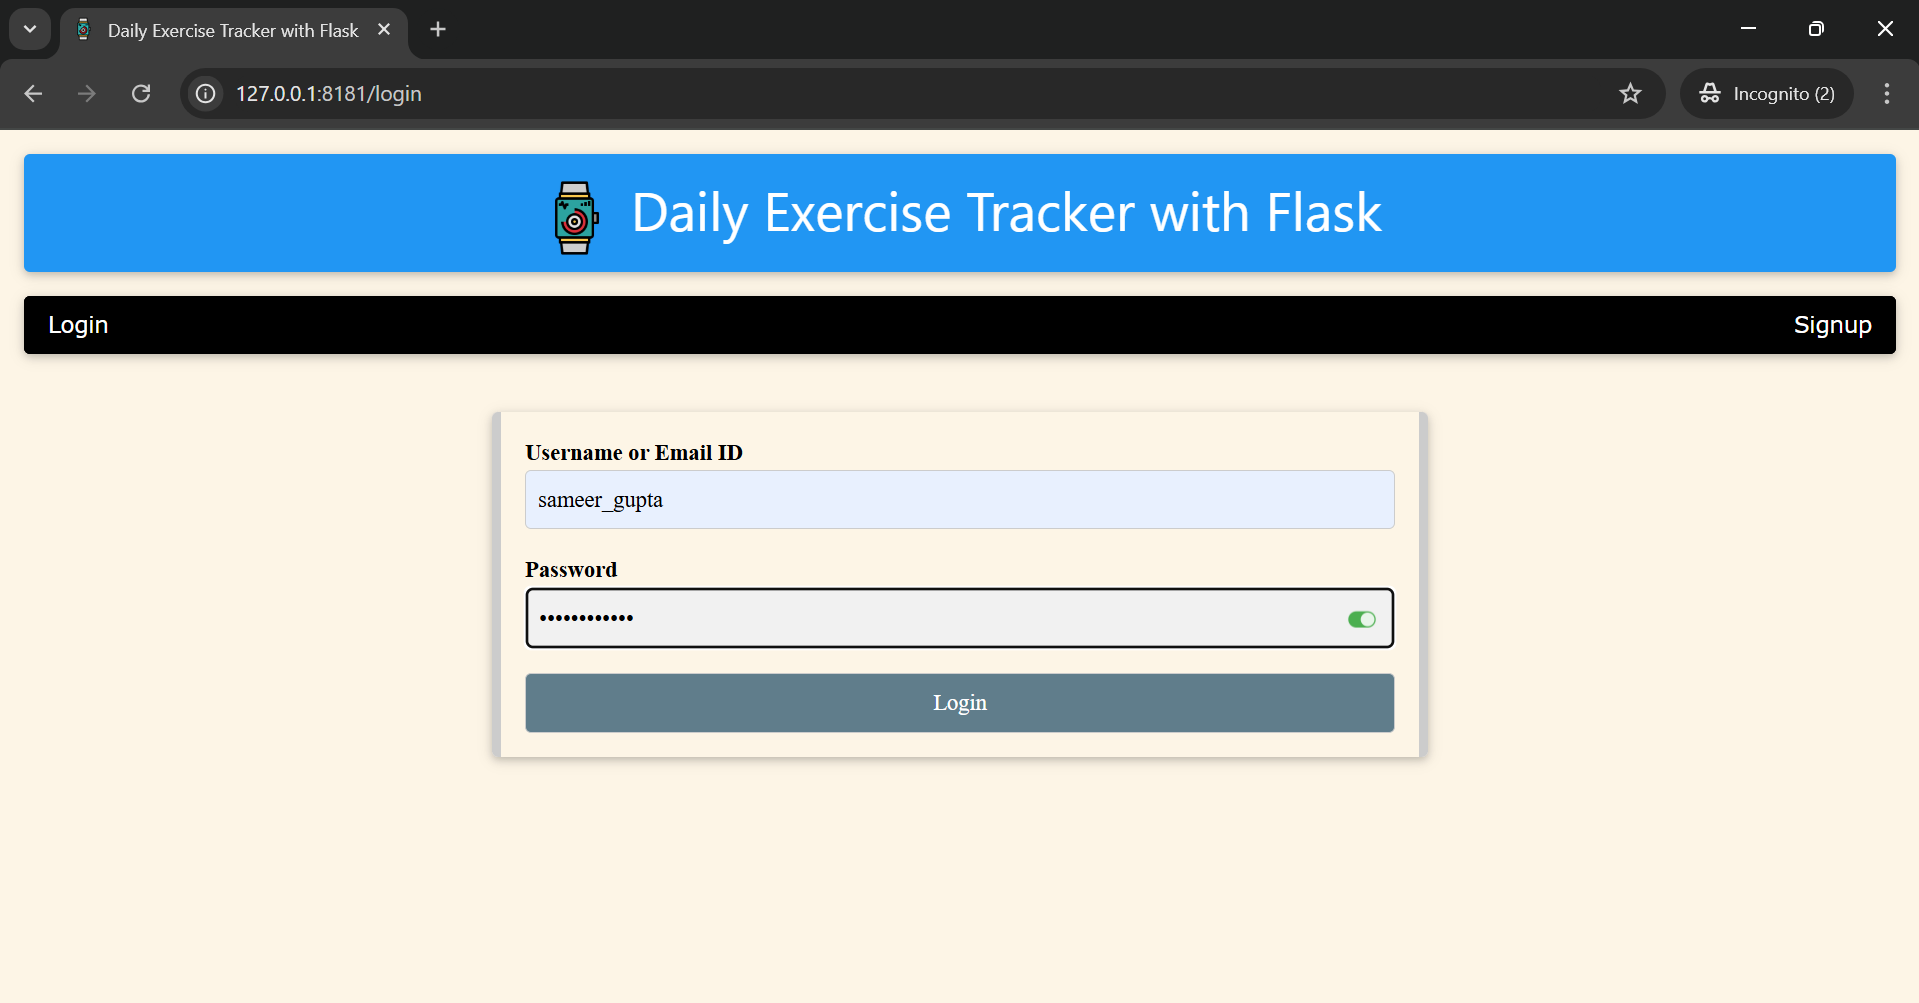 Daily Exercise Tracker with Flask
127.0.0.1:8181/login
Incognito (2)
Daily Exercise Tracker with Flask
Login
Signup
Username or Email ID
sameer_gupta
Password
••••••••••••
Login